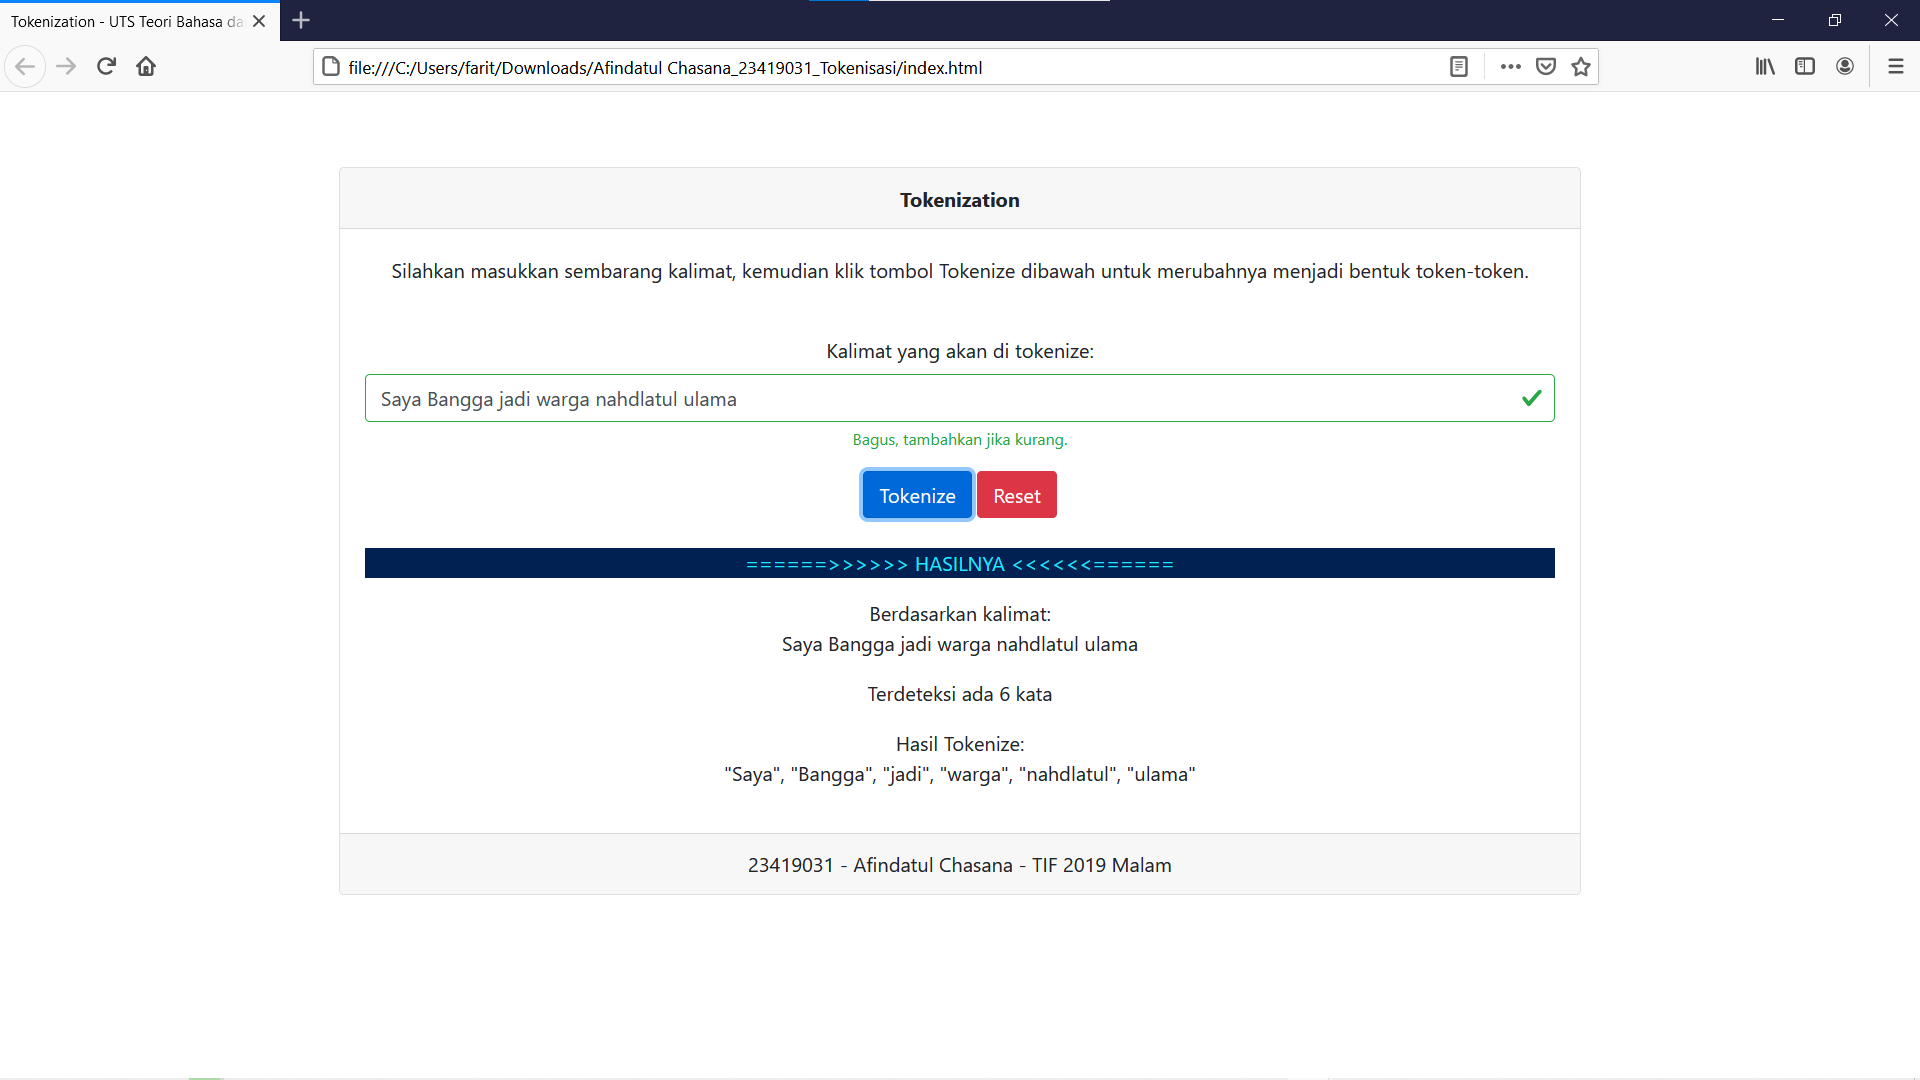 Tokenization - UTS Teori Bahasa da
file:///C:/Users/farit/Downloads/Afindatul Chasana_23419031_Tokenisasi/index.html
Tokenization
Silahkan masukkan sembarang kalimat, kemudian klik tombol Tokenize dibawah untuk merubahnya menjadi bentuk token-token.
Kalimat yang akan di tokenize:
Saya Bangga jadi warga nahdlatul ulama
Bagus, tambahkan jika kurang.
Tokenize Reset
======>>>>>> HASILNYA <<<<<<======
Berdasarkan kalimat:
Saya Bangga jadi warga nahdlatul ulama
Terdeteksi ada 6 kata
Hasil Tokenize:
"Saya", "Bangga", "jadi", "warga", "nahdlatul", "ulama"
23419031 - Afindatul Chasana - TIF 2019 Malam